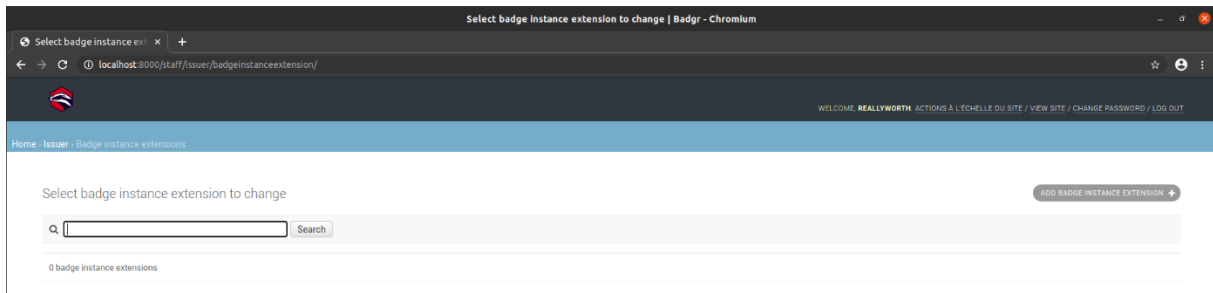 Select badge instance extension to change | Badgr - Chromium
Select badge instance ext
localhost:8000/staff/issuer/badgeinstanceextension/
WELCOME, REALLYWORTH. ACTIONS À L'ÉCHELLE DU SITE / VIEW SITE / CHANGE PASSWORD / LOG OUT
Home › Issuer › Badge instance extensions
Select badge instance extension to change
ADD BADGE INSTANCE EXTENSION +
Search
0 badge instance extensions